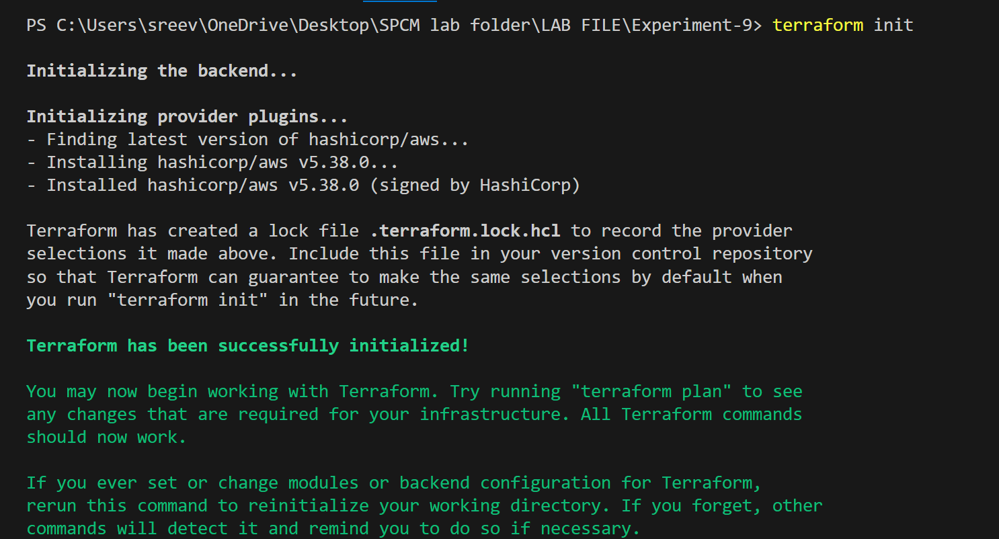 PS C:\Users\sreev\OneDrive\Desktop\SPCM lab folder\LAB FILE\Experiment-9> terraform init
Initializing the backend...
Initializing provider plugins...
- Finding latest version of hashicorp/aws...
- Installing hashicorp/aws v5.38.0...
- Installed hashicorp/aws v5.38.0 (signed by HashiCorp)
Terraform has created a lock file .terraform.lock.hcl to record the provider
selections it made above. Include this file in your version control repository
so that Terraform can guarantee to make the same selections by default when
you run "terraform init" in the future.
Terraform has been successfully initialized!
You may now begin working with Terraform. Try running "terraform plan" to see
any changes that are required for your infrastructure. All Terraform commands
should now work.
If you ever set or change modules or backend configuration for Terraform,
rerun this command to reinitialize your working directory. If you forget, other
commands will detect it and remind you to do so if necessary.